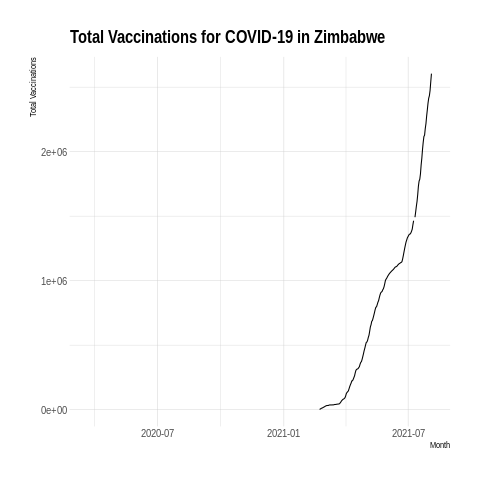 Total Vaccinations for COVID-19 in Zimbabwe
Total Vaccinations
2e+06
1e+06
0e+00
2020-07 2021-01 2021-07
Month